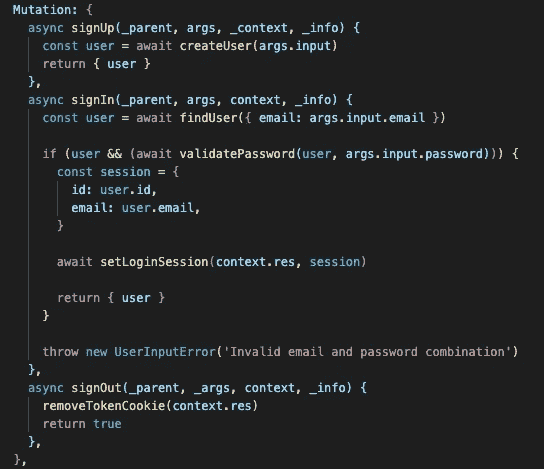 Mutation: {
  async signUp(_parent, args, _context, _info) {
    const user = await createUser(args.input)
    return { user }
  },
  async signIn(_parent, args, context, _info) {
    const user = await findUser({ email: args.input.email })

    if (user && (await validatePassword(user, args.input.password))) {
      const session = {
        id: user.id,
        email: user.email,
      }

      await setLoginSession(context.res, session)

      return { user }
    }

    throw new UserInputError('Invalid email and password combination')
  },
  async signOut(_parent, _args, context, _info) {
    removeTokenCookie(context.res)
    return true
  },
},